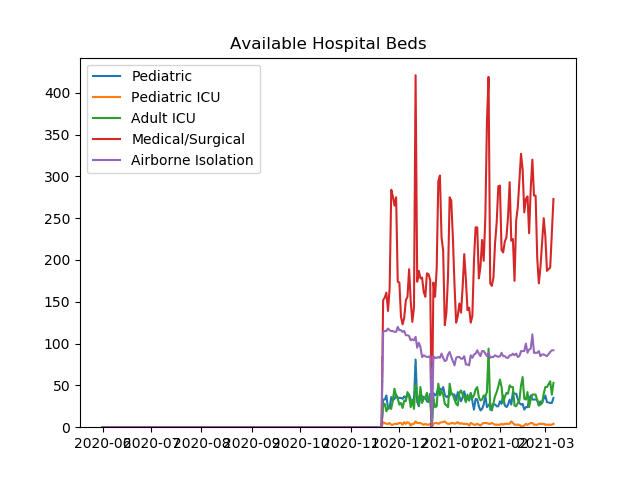 Available Hospital Beds
Pediatric
Pediatric ICU
Adult ICU
Medical/Surgical
Airborne Isolation
400
350
300
250
200
150
100
50
0
2020-06 2020-07 2020-08 2020-09 2020-10 2020-11 2020-12 2021-01 2021-02 2021-03